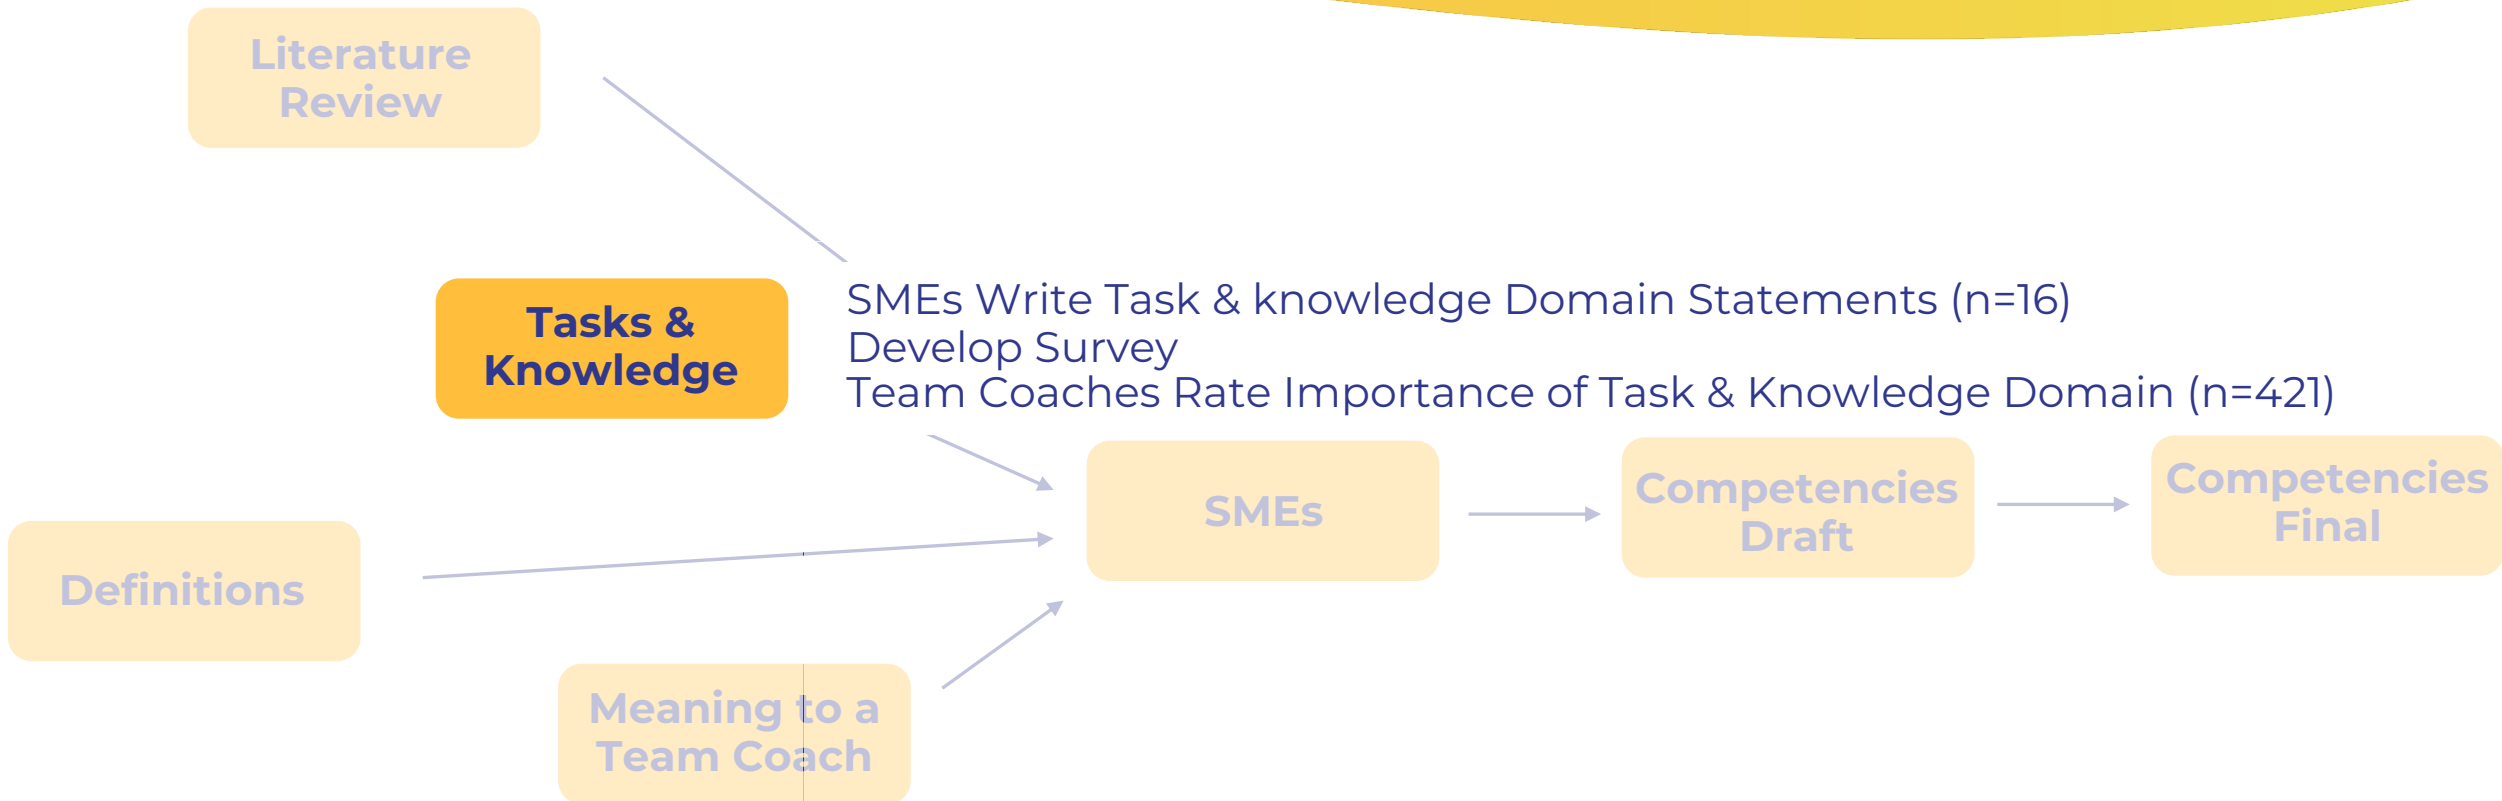 Literature
Review
Tasks &
Knowledge
SMEs Write Task & knowledge Domain Statements (n=16)
Develop Survey
Team Coaches Rate Importance of Task & Knowledge Domain (n=421)
Definitions
Meaning to a
Team Coach
SMEs
Competencies
Draft
Competencies
Final